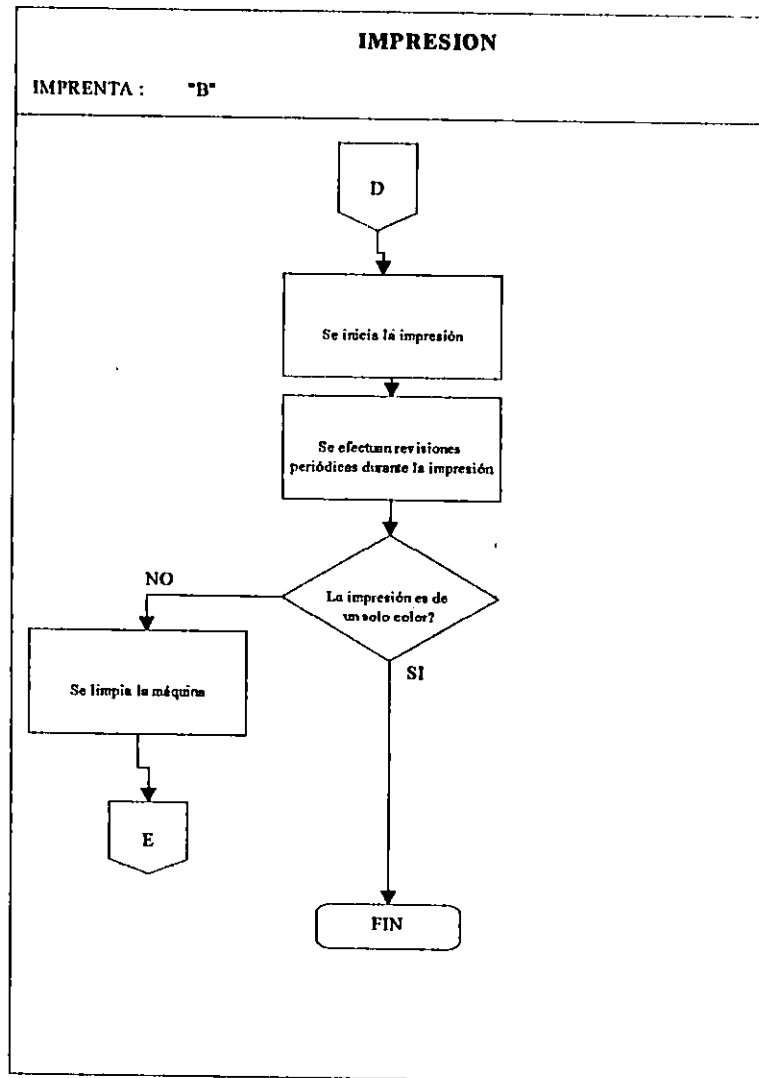 IMPRESION
IMPRENTA : "B"
D
Se inicia la impresión
Se efectuan revisiones
periódicas durante la impresión
La impresión es de
un solo color?
NO
SI
Se limpia la máquina
E
FIN